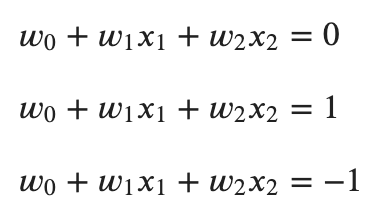 w₀ + w₁x₁ + w₂x₂ = 0
w₀ + w₁x₁ + w₂x₂ = 1
w₀ + w₁x₁ + w₂x₂ = −1